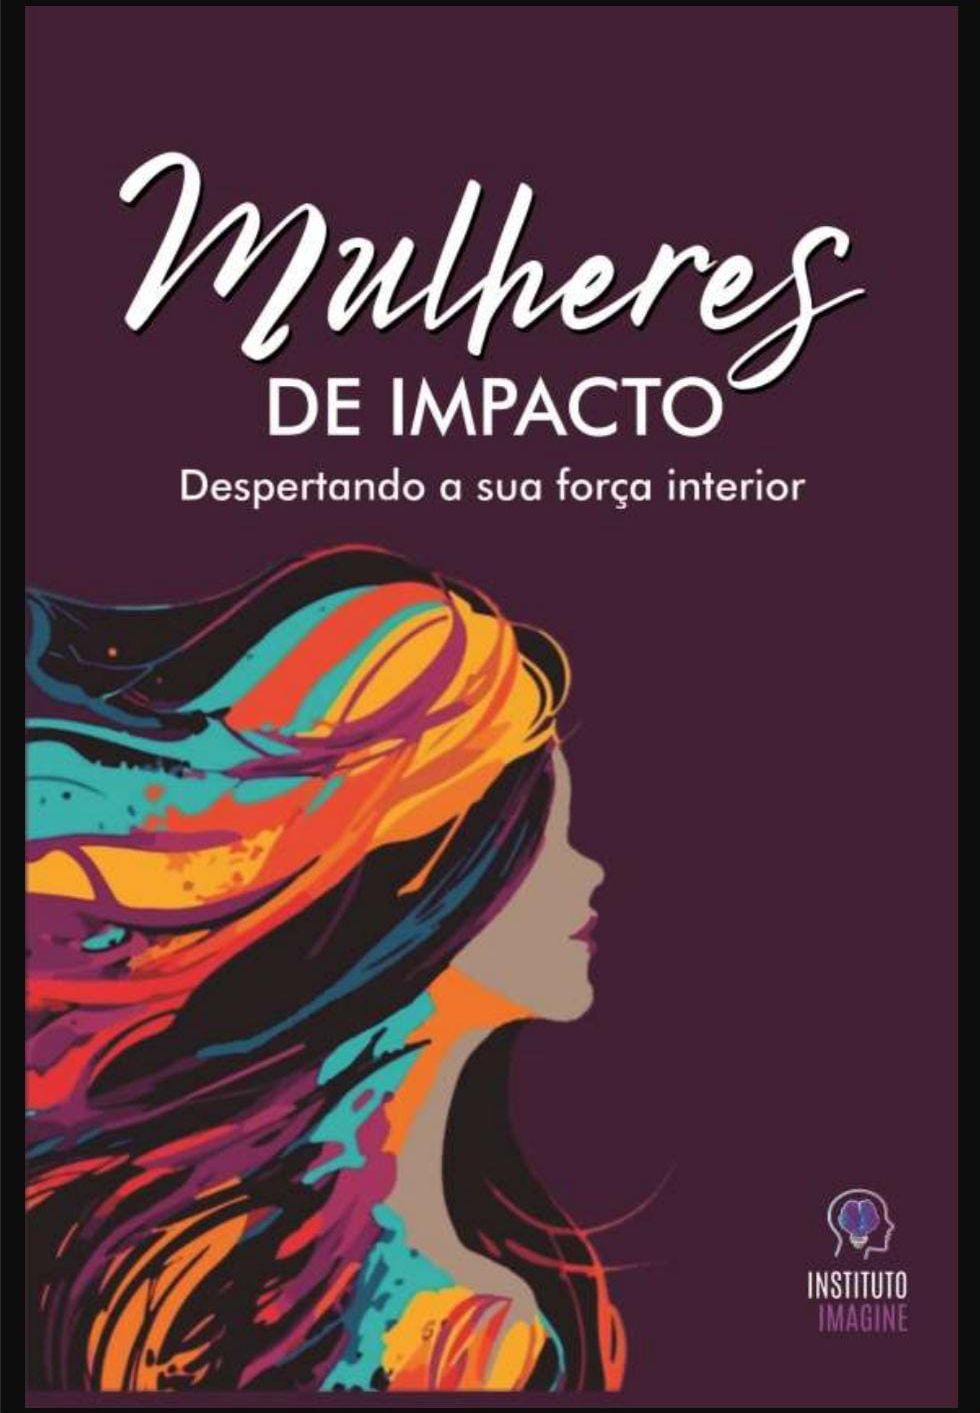 Mulheres
DE IMPACTO
Despertando a sua força interior
INSTITUTO
IMAGINE